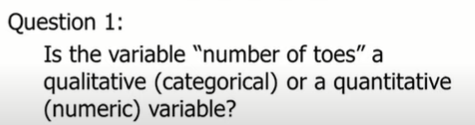 Question 1:
Is the variable “number of toes” a
qualitative (categorical) or a quantitative
(numeric) variable?